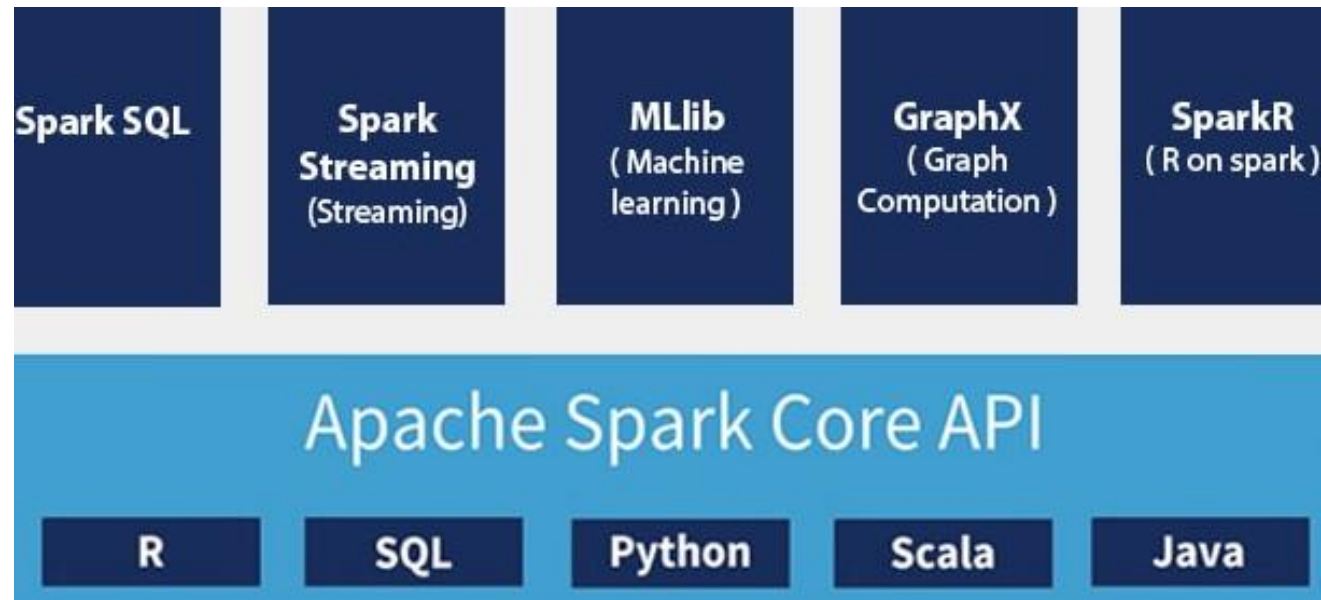 Spark SQL
Spark
Streaming
(Streaming)
MLlib
( Machine
learning )
GraphX
( Graph
Computation )
SparkR
( R on spark )
Apache Spark Core API
R
SQL
Python
Scala
Java